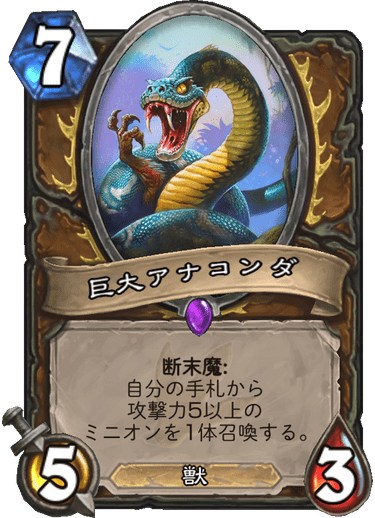 7
巨大アナコンダ
断末魔:
自分の手札から
攻撃力5以上の
ミニオンを1体召喚する。
5
獣
3